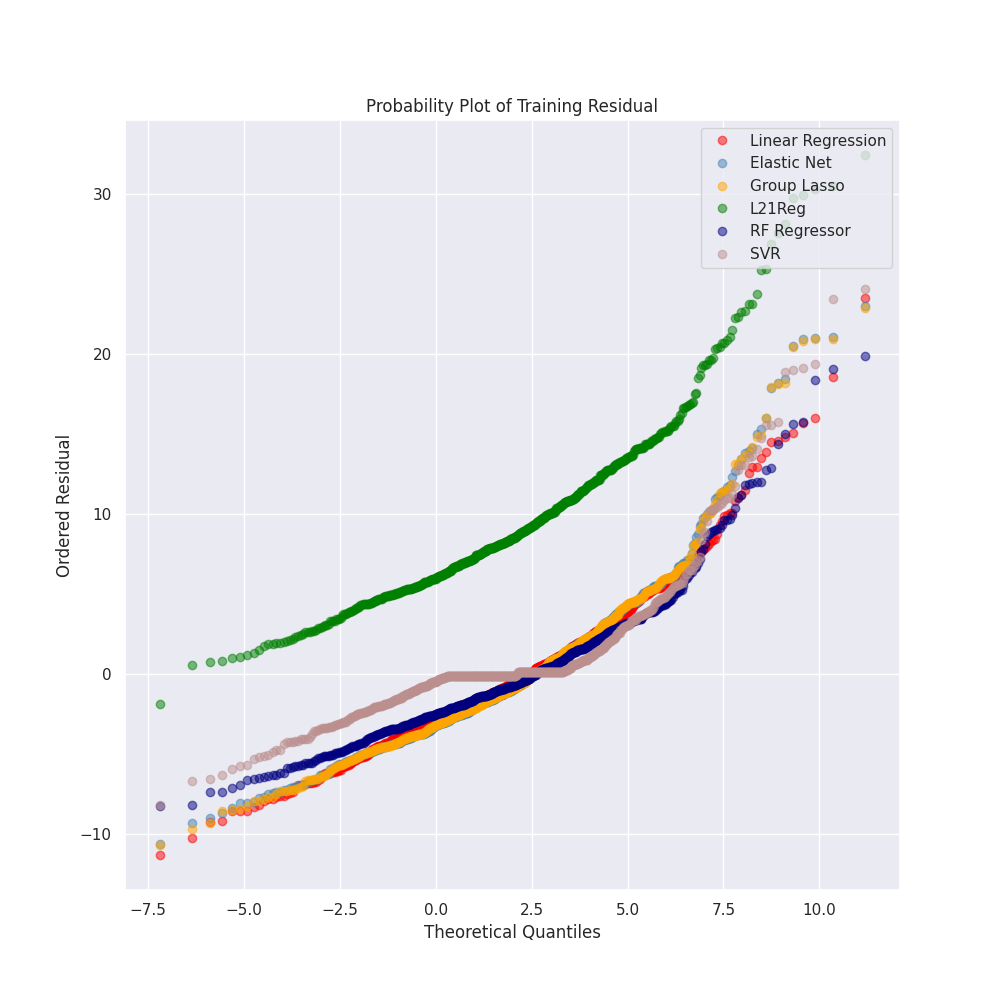 Probability Plot of Training Residual
Linear Regression
Elastic Net
Group Lasso
L21Reg
RF Regressor
SVR
30
20
10
0
−10
Ordered Residual
−7.5
−5.0
−2.5
0.0
2.5
5.0
7.5
10.0
Theoretical Quantiles